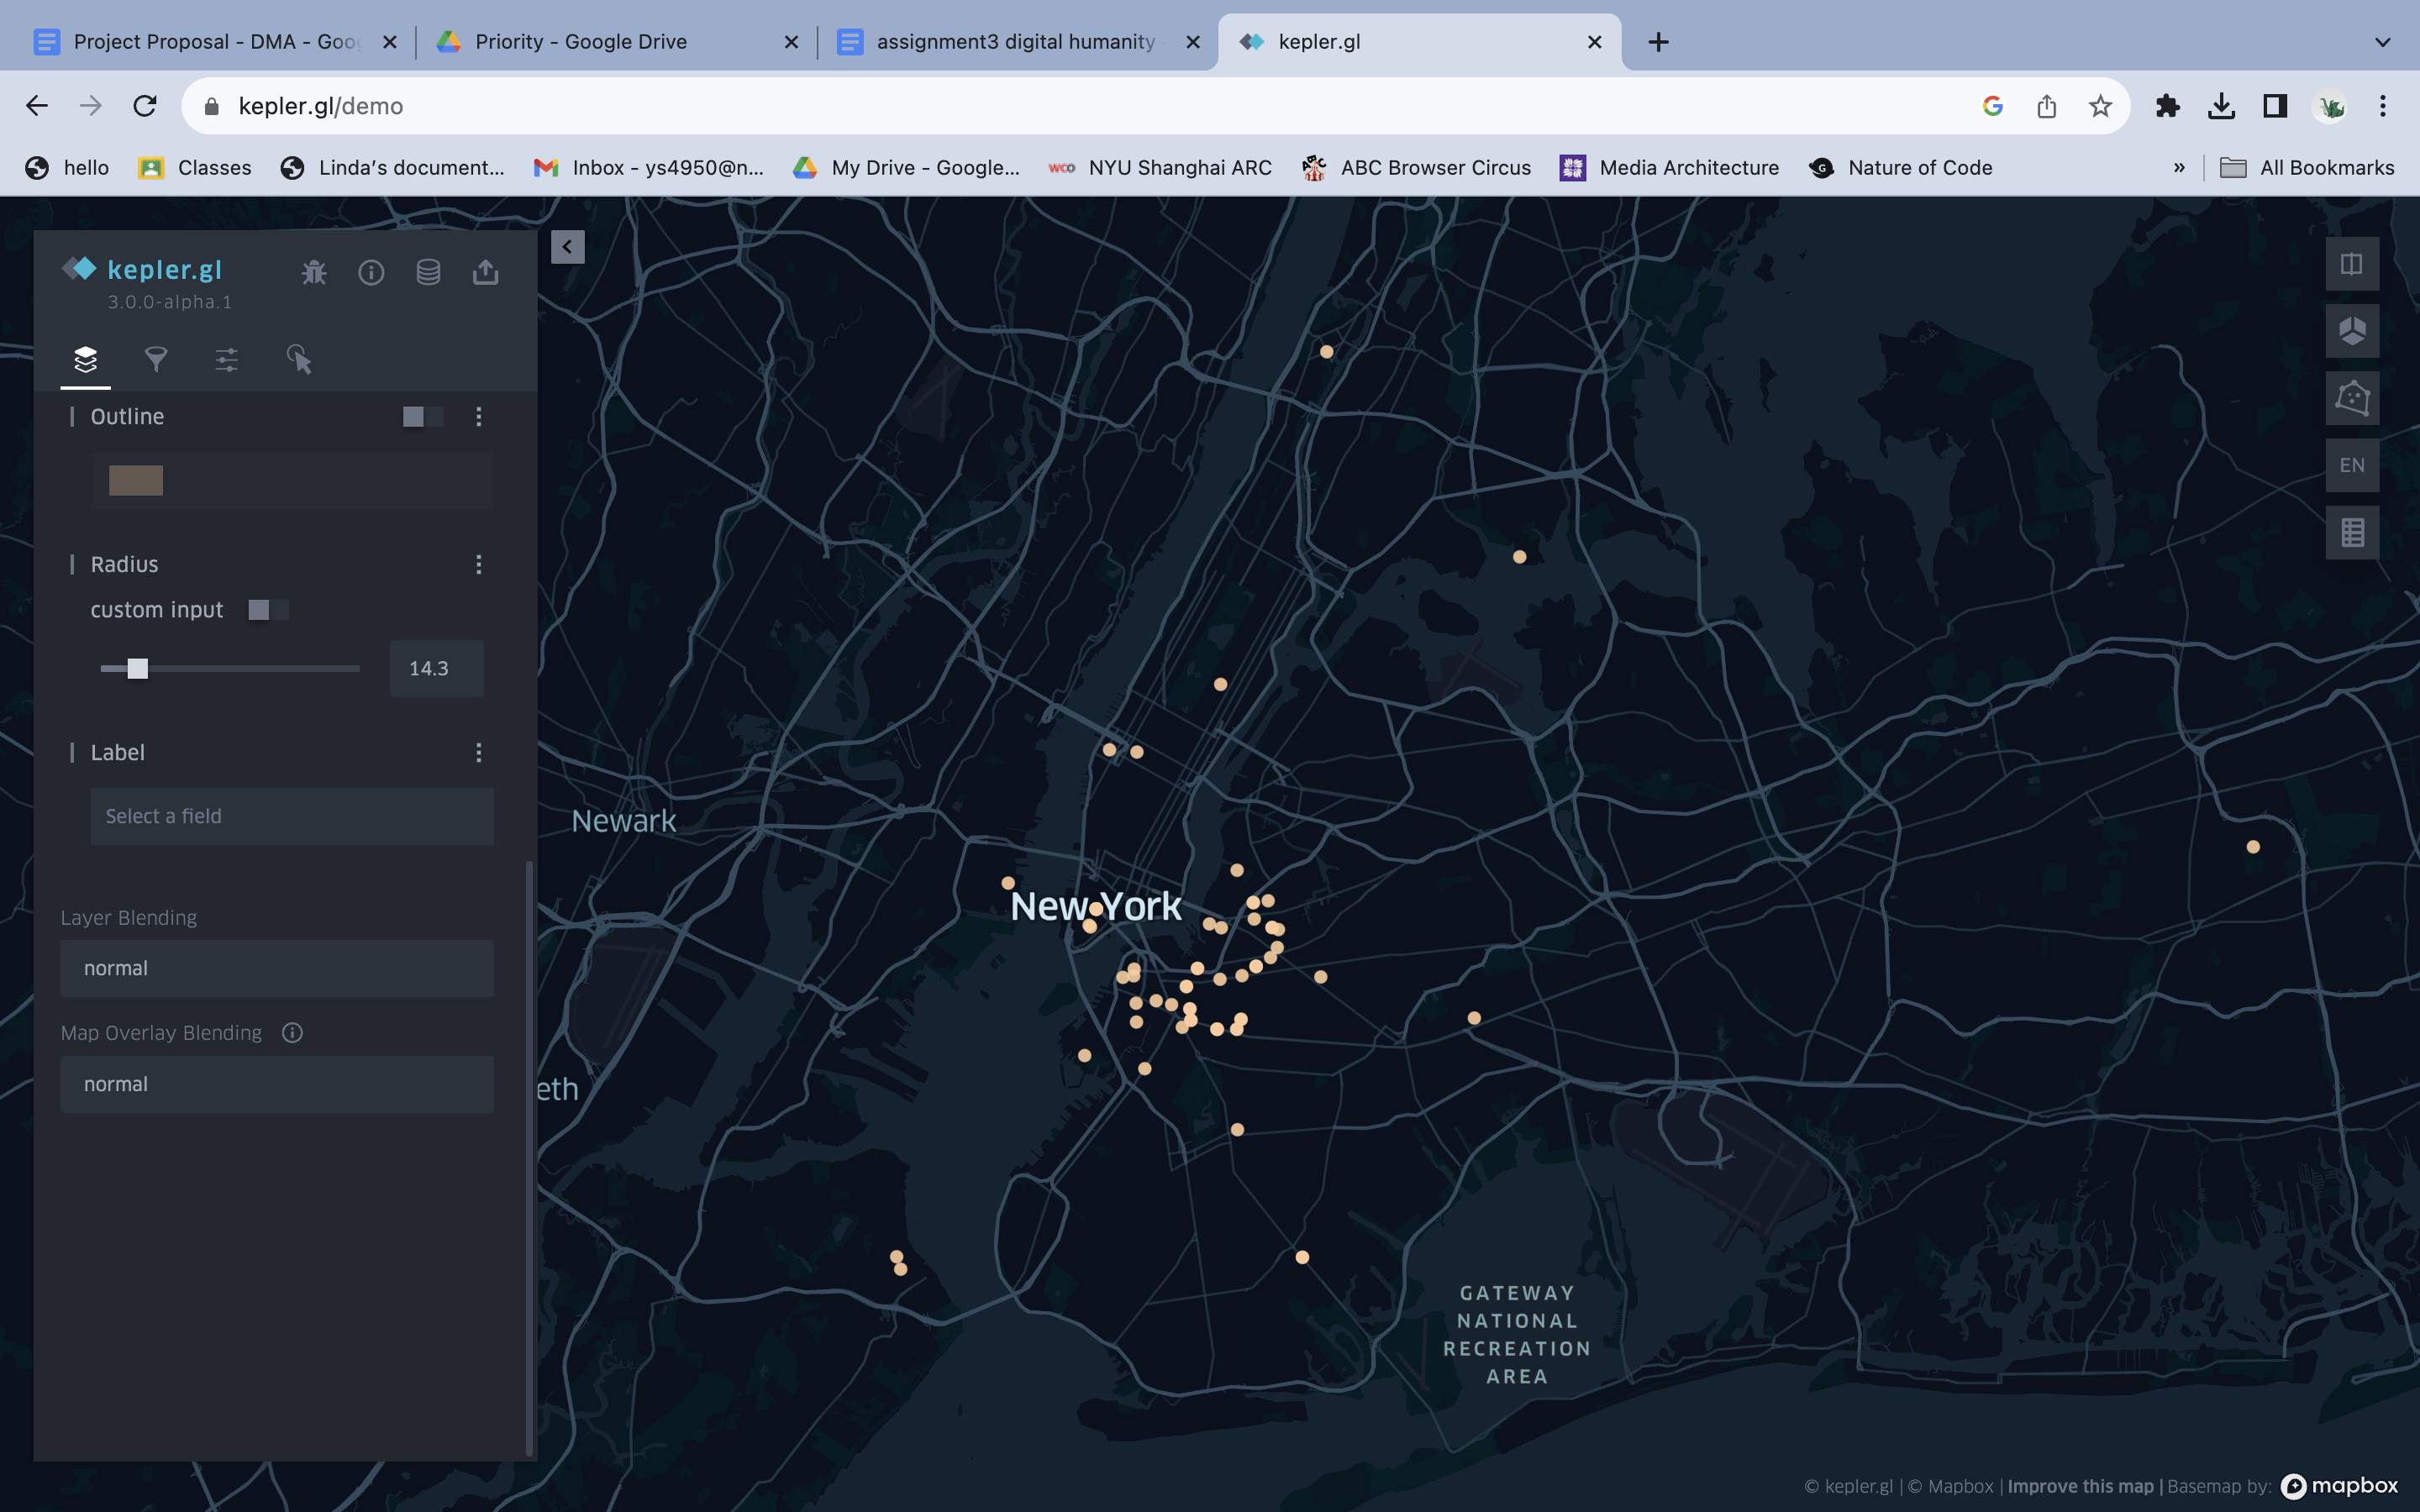 Project Proposal - DMA - Goo
Priority - Google Drive
assignment3 digital humanity
kepler.gl
kepler.gl/demo
hello
Classes
Linda's document...
Inbox - ys4950@n...
My Drive - Google...
NYU Shanghai ARC
ABC Browser Circus
Media Architecture
Nature of Code
»
All Bookmarks
kepler.gl
3.0.0-alpha.1
Outline
Radius
custom input
14.3
Label
Select a field
Layer Blending
normal
Map Overlay Blending
normal
EN
Newark
New York
eth
GATEWAY
NATIONAL
RECREATION
AREA
© kepler.gl | © Mapbox | Improve this map | Basemap by: mapbox